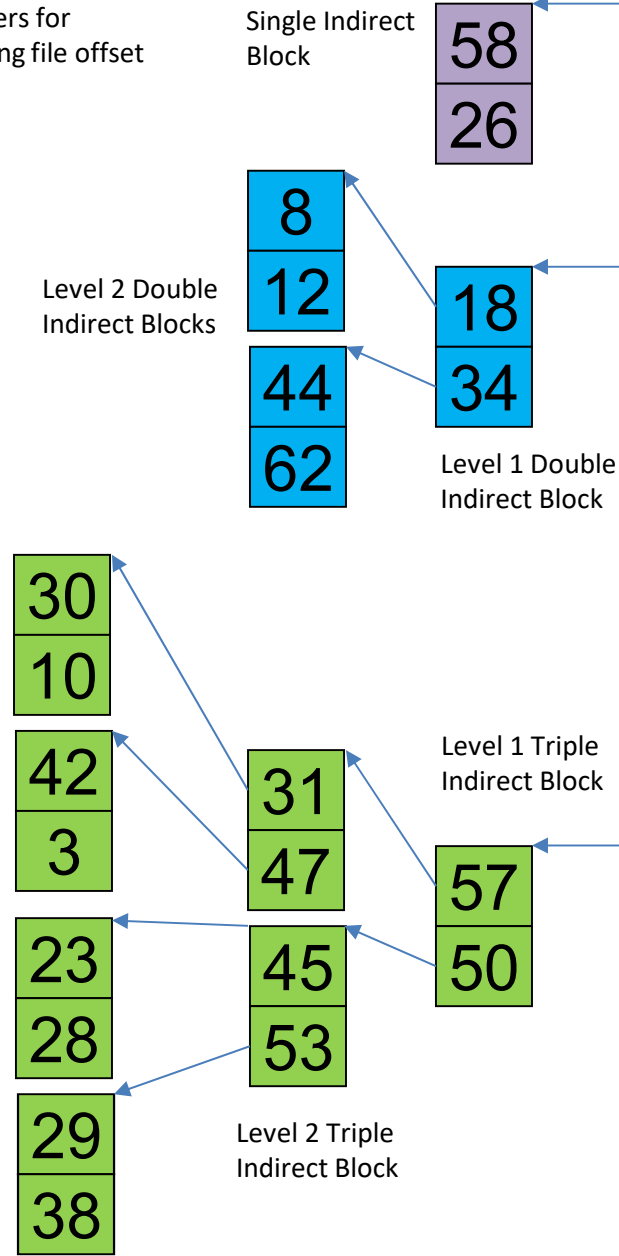 ers for
ng file offset
Single Indirect
Block
58
26
8
12
Level 2 Double
Indirect Blocks
18
34
44
62
Level 1 Double
Indirect Block
30
10
42
3
31
47
Level 1 Triple
Indirect Block
57
50
23
28
45
53
29
38
Level 2 Triple
Indirect Block